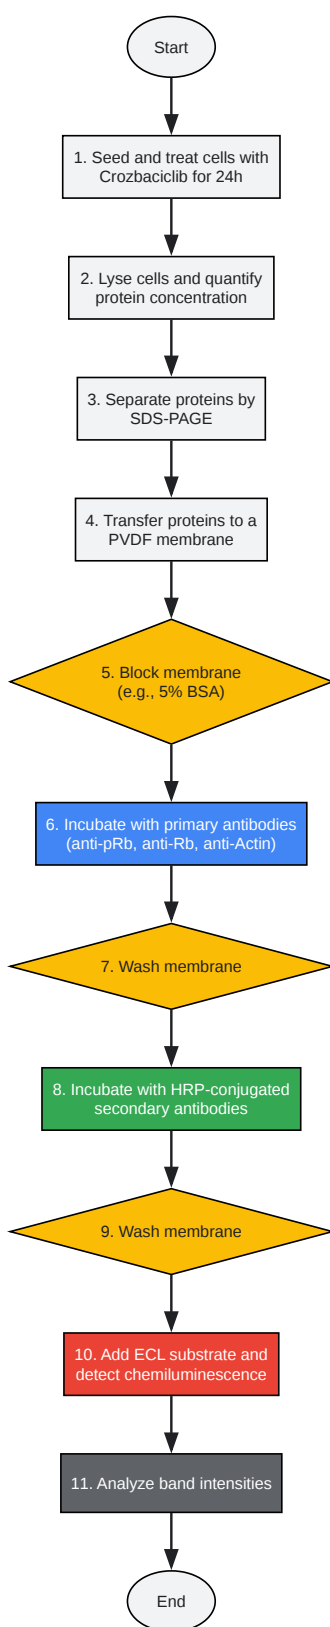 Start
1. Seed and treat cells with
Crozbaciclib for 24h
2. Lyse cells and quantify
protein concentration
3. Separate proteins by
SDS-PAGE
4. Transfer proteins to a
PVDF membrane
5. Block membrane
(e.g., 5% BSA)
6. Incubate with primary antibodies
(anti-pRb, anti-Rb, anti-Actin)
7. Wash membrane
8. Incubate with HRP-conjugated
secondary antibodies
9. Wash membrane
10. Add ECL substrate and
detect chemiluminescence
11. Analyze band intensities
End